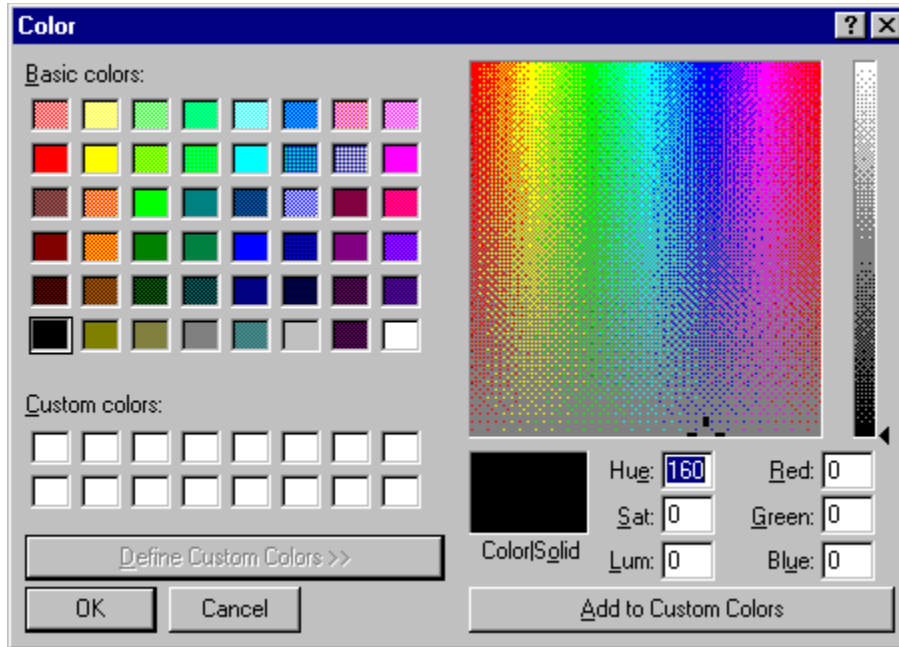 Color
Basic colors:
Custom colors:
Define Custom Colors >>
OK
Cancel
Color|Solid
Hue: 160
Sat: 0
Lum: 0
Red: 0
Green: 0
Blue: 0
Add to Custom Colors